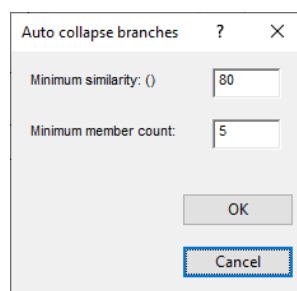 Auto collapse branches ?
Minimum similarity: () 80
Minimum member count: 5
OK
Cancel